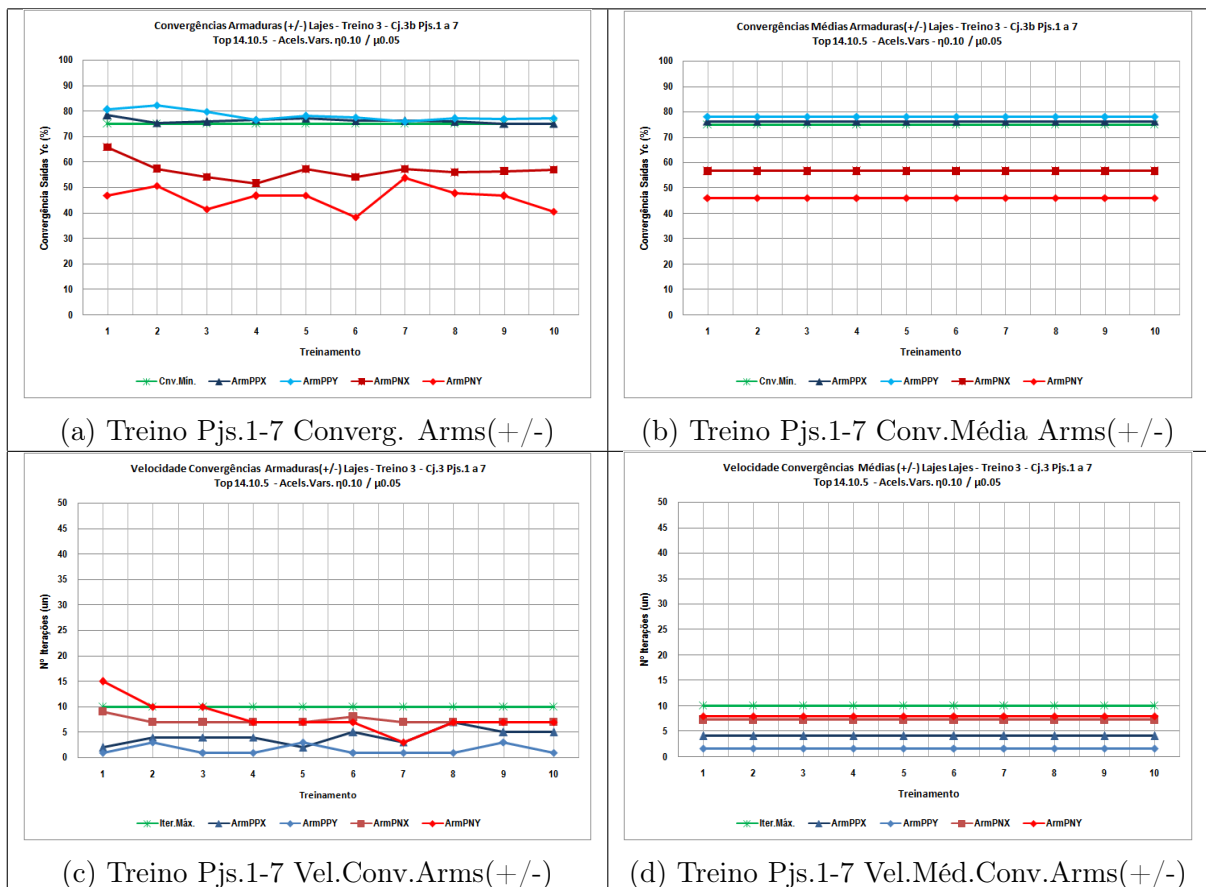 Convergências Armaduras (+/-) Lajes - Treino 3 - Cj.3b Pjs.1 a 7
Top 14.10.5 - Acels.Vars. η0.10 / μ0.05
Convergência Saídas Yc (%)
100
90
80
70
60
50
40
30
20
10
0
1 2 3 4 5 6 7 8 9 10
Treinamento
Cnv.Mín. ArmPPX ArmPPY ArmPNX ArmPNY
(a) Treino Pjs.1-7 Converg. Arms(+/-)
Convergências Médias Armaduras(+/-) Lajes - Treino 3 - Cj.3b Pjs.1 a 7
Top 14.10.5 - Acels.Vars - η0.10 / μ0.05
Convergência Saídas Yc (%)
100
90
80
70
60
50
40
30
20
10
0
1 2 3 4 5 6 7 8 9 10
Treinamento
Cnv.Mín. ArmPPX ArmPPY ArmPNX ArmPNY
(b) Treino Pjs.1-7 Conv.Média Arms(+/-)
Velocidade Convergências Armaduras(+/-) Lajes - Treino 3 - Cj.3 Pjs.1 a 7
Top 14.10.5 - Acels.Vars. η0.10 / μ0.05
Nº Iterações (un)
50
45
40
35
30
25
20
15
10
5
0
1 2 3 4 5 6 7 8 9 10
Treinamento
Iter.Máx. ArmPPX ArmPPY ArmPNX ArmPNY
(c) Treino Pjs.1-7 Vel.Conv.Arms(+/-)
Velocidade Convergências Médias (+/-) Lajes Lajes - Treino 3 - Cj.3 Pjs.1 a 7
Top 14.10.5 - Acels.Vars. η0.10 / μ0.05
Nº Iterações (un)
50
45
40
35
30
25
20
15
10
5
0
1 2 3 4 5 6 7 8 9 10
Treinamento
Iter.Máx. ArmPPX ArmPPY ArmPNX ArmPNY
(d) Treino Pjs.1-7 Vel.Méd.Conv.Arms(+/-)